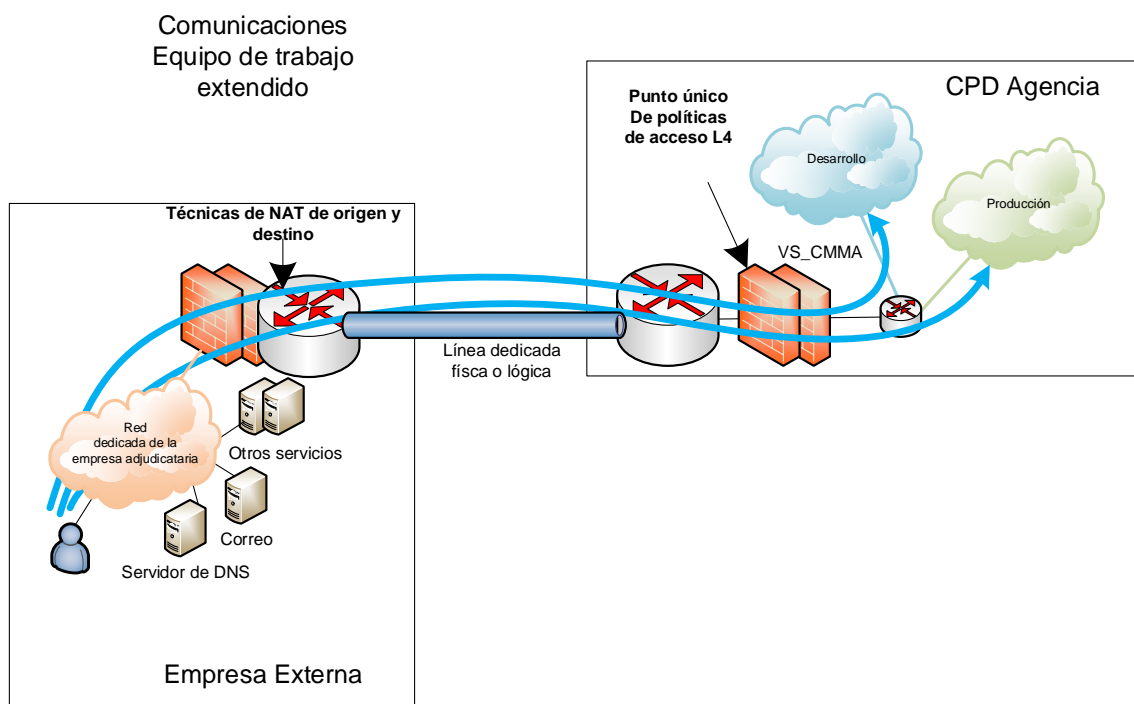 Comunicaciones
Equipo de trabajo
extendido
CPD Agencia
Punto único
De políticas
de acceso L4
Desarrollo
Producción
VS_CMMA
Técnicas de NAT de origen y
destino
Línea dedicada
físca o lógica
Red
dedicada de la
empresa adjudicataria
Otros servicios
Correo
Servidor de DNS
Empresa Externa